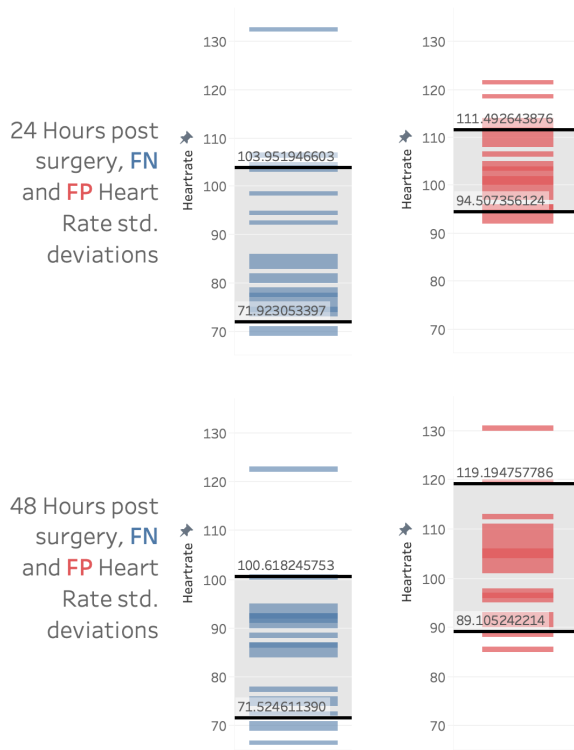 24 Hours post
surgery, FN
and FP Heart
Rate std.
deviations
Heartrate
130
120
110
100
90
80
70
103.951946603
71.923053397
Heartrate
130
120
110
100
90
80
70
111.492643876
94.507356124
48 Hours post
surgery, FN
and FP Heart
Rate std.
deviations
Heartrate
130
120
110
100
90
80
70
100.618245753
71.524611390
Heartrate
130
120
110
100
90
80
70
119.194757786
89.105242214